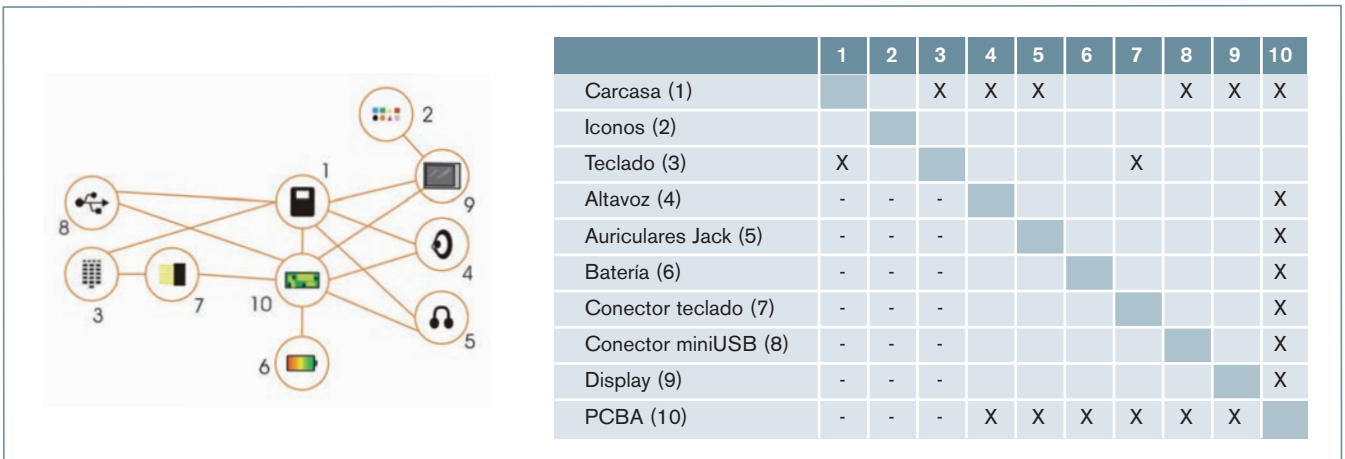 2
1
8
9
4
3
7
10
5
6
1 2 3 4 5 6 7 8 9 10
Carcasa (1) X X X X X X
Iconos (2)
Teclado (3) X X
Altavoz (4) - - - X
Auriculares Jack (5) - - - X
Batería (6) - - - X
Conector teclado (7) - - - X
Conector miniUSB (8) - - - X
Display (9) - - - X
PCBA (10) - - - X X X X X X